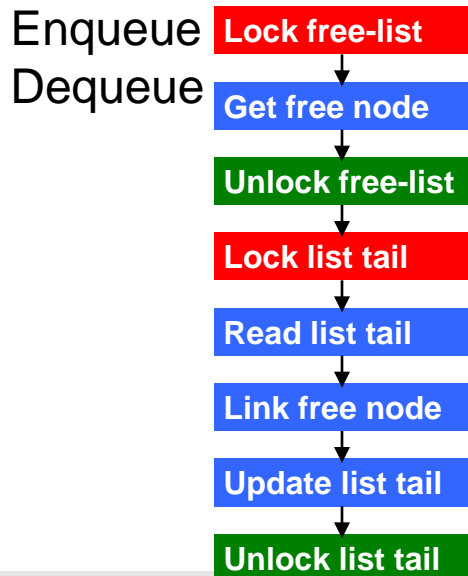 Enqueue
Dequeue
Lock free-list
Get free node
Unlock free-list
Lock list tail
Read list tail
Link free node
Update list tail
Unlock list tail